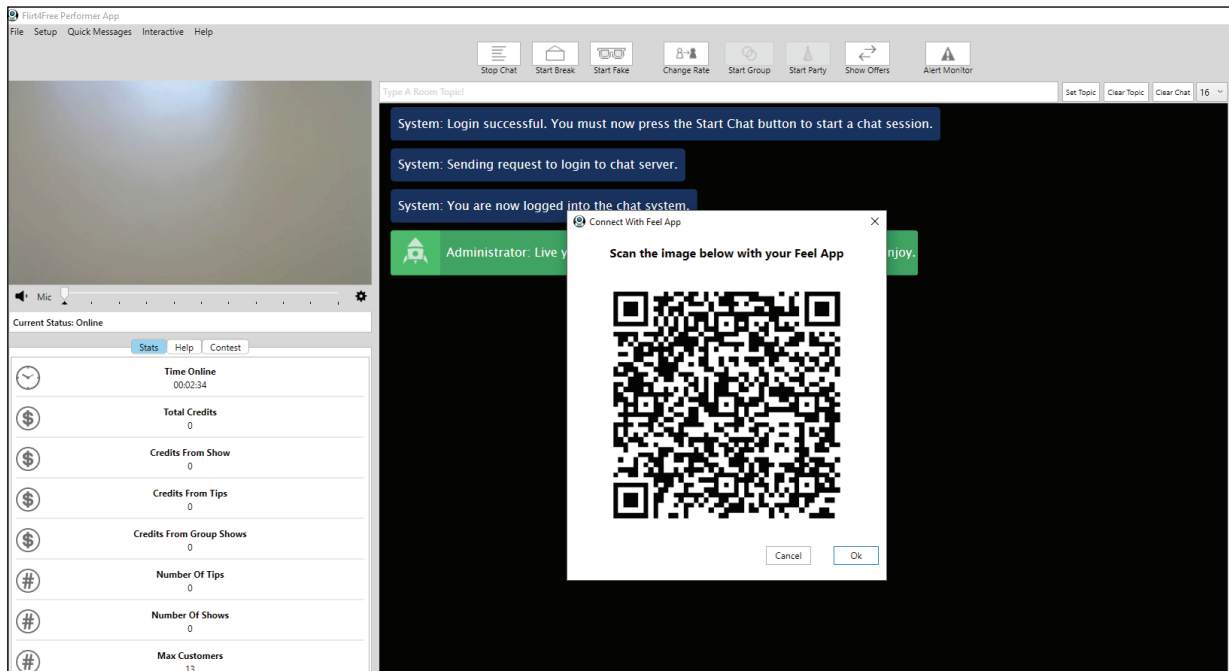 Flirt4Free Performer App
File Setup Quick Messages Interactive Help
Stop Chat Start Break Start Fake Change Rate Start Group Start Party Show Offers Alert Monitor
Type A Room Topic!
Set Topic Clear Topic Clear Chat 16
System: Login successful. You must now press the Start Chat button to start a chat session.
System: Sending request to login to chat server.
System: You are now logged into the chat system.
Administrator: Live y
njoy.
Connect With Feel App
Scan the image below with your Feel App
Cancel Ok
Mic
Current Status: Online
Stats Help Contest
Time Online
00:02:34
Total Credits
0
Credits From Show
0
Credits From Tips
0
Credits From Group Shows
0
Number Of Tips
0
Number Of Shows
0
Max Customers
13